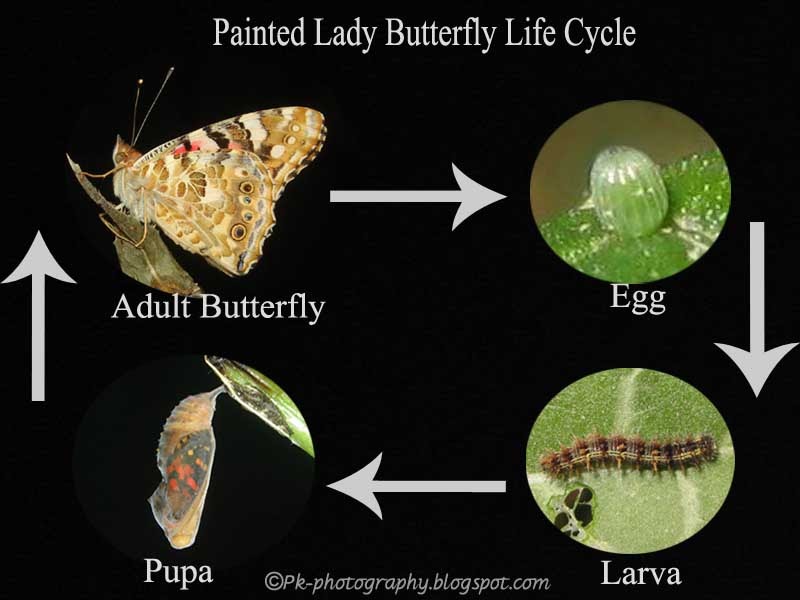 Painted Lady Butterfly Life Cycle
Adult Butterfly
Egg
Pupa
Larva
©Pk-photography.blogspot.com